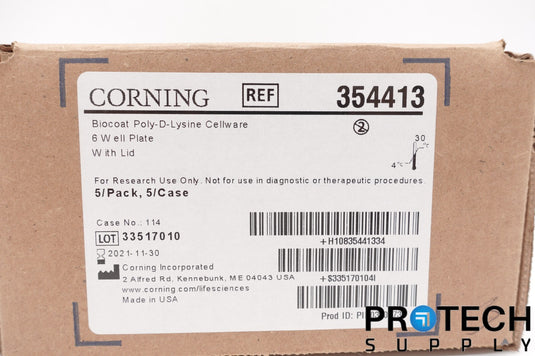 CORNING REF 354413
Biocoat Poly-D-Lysine Cellware
6 Well Plate
With Lid
30
4°C
For Research Use Only. Not for use in diagnostic or therapeutic procedures.
5/Pack, 5/Case
Case No.: 114
LOT 33517010
2021-11-30
+H10835441334
Corning Incorporated
2 Alfred Rd, Kennebunk, ME 04043 USA
www.corning.com/lifesciences
Made in USA
+$335170104I
Prod ID:
PROTECH
SUPPLY